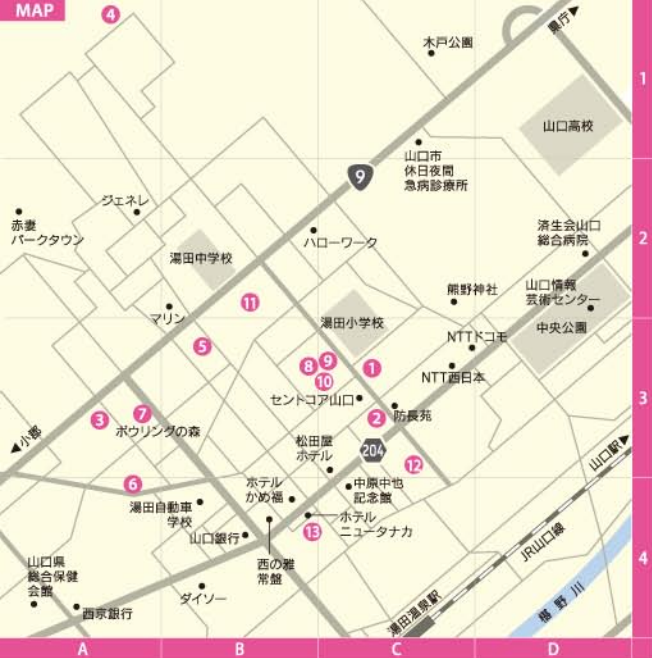 MAP
4
木戸公園
県庁
1
山口高校
山口市
休日夜間
急病診療所
9
ジェネレ
赤妻
パークタウン
湯田中学校
ハローワーク
済生会山口
総合病院
2
熊野神社
山口情報
芸術センター
中央公園
11
マリン
湯田小学校
NTTドコモ
5
8
9
10
1
NTT西日本
セントコア山口
3
3
7
ボウリングの森
2
防長苑
小郡
松田屋
ホテル
204
12
山口駅
6
湯田自動車
学校
ホテル
かめ福
中原中也
記念館
13
ホテル
ニュータナカ
山口銀行
西の雅
常盤
JR山口線
4
山口県
総合保健
会館
ダイソー
西京銀行
湯田温泉駅
椹野川
A
B
C
D